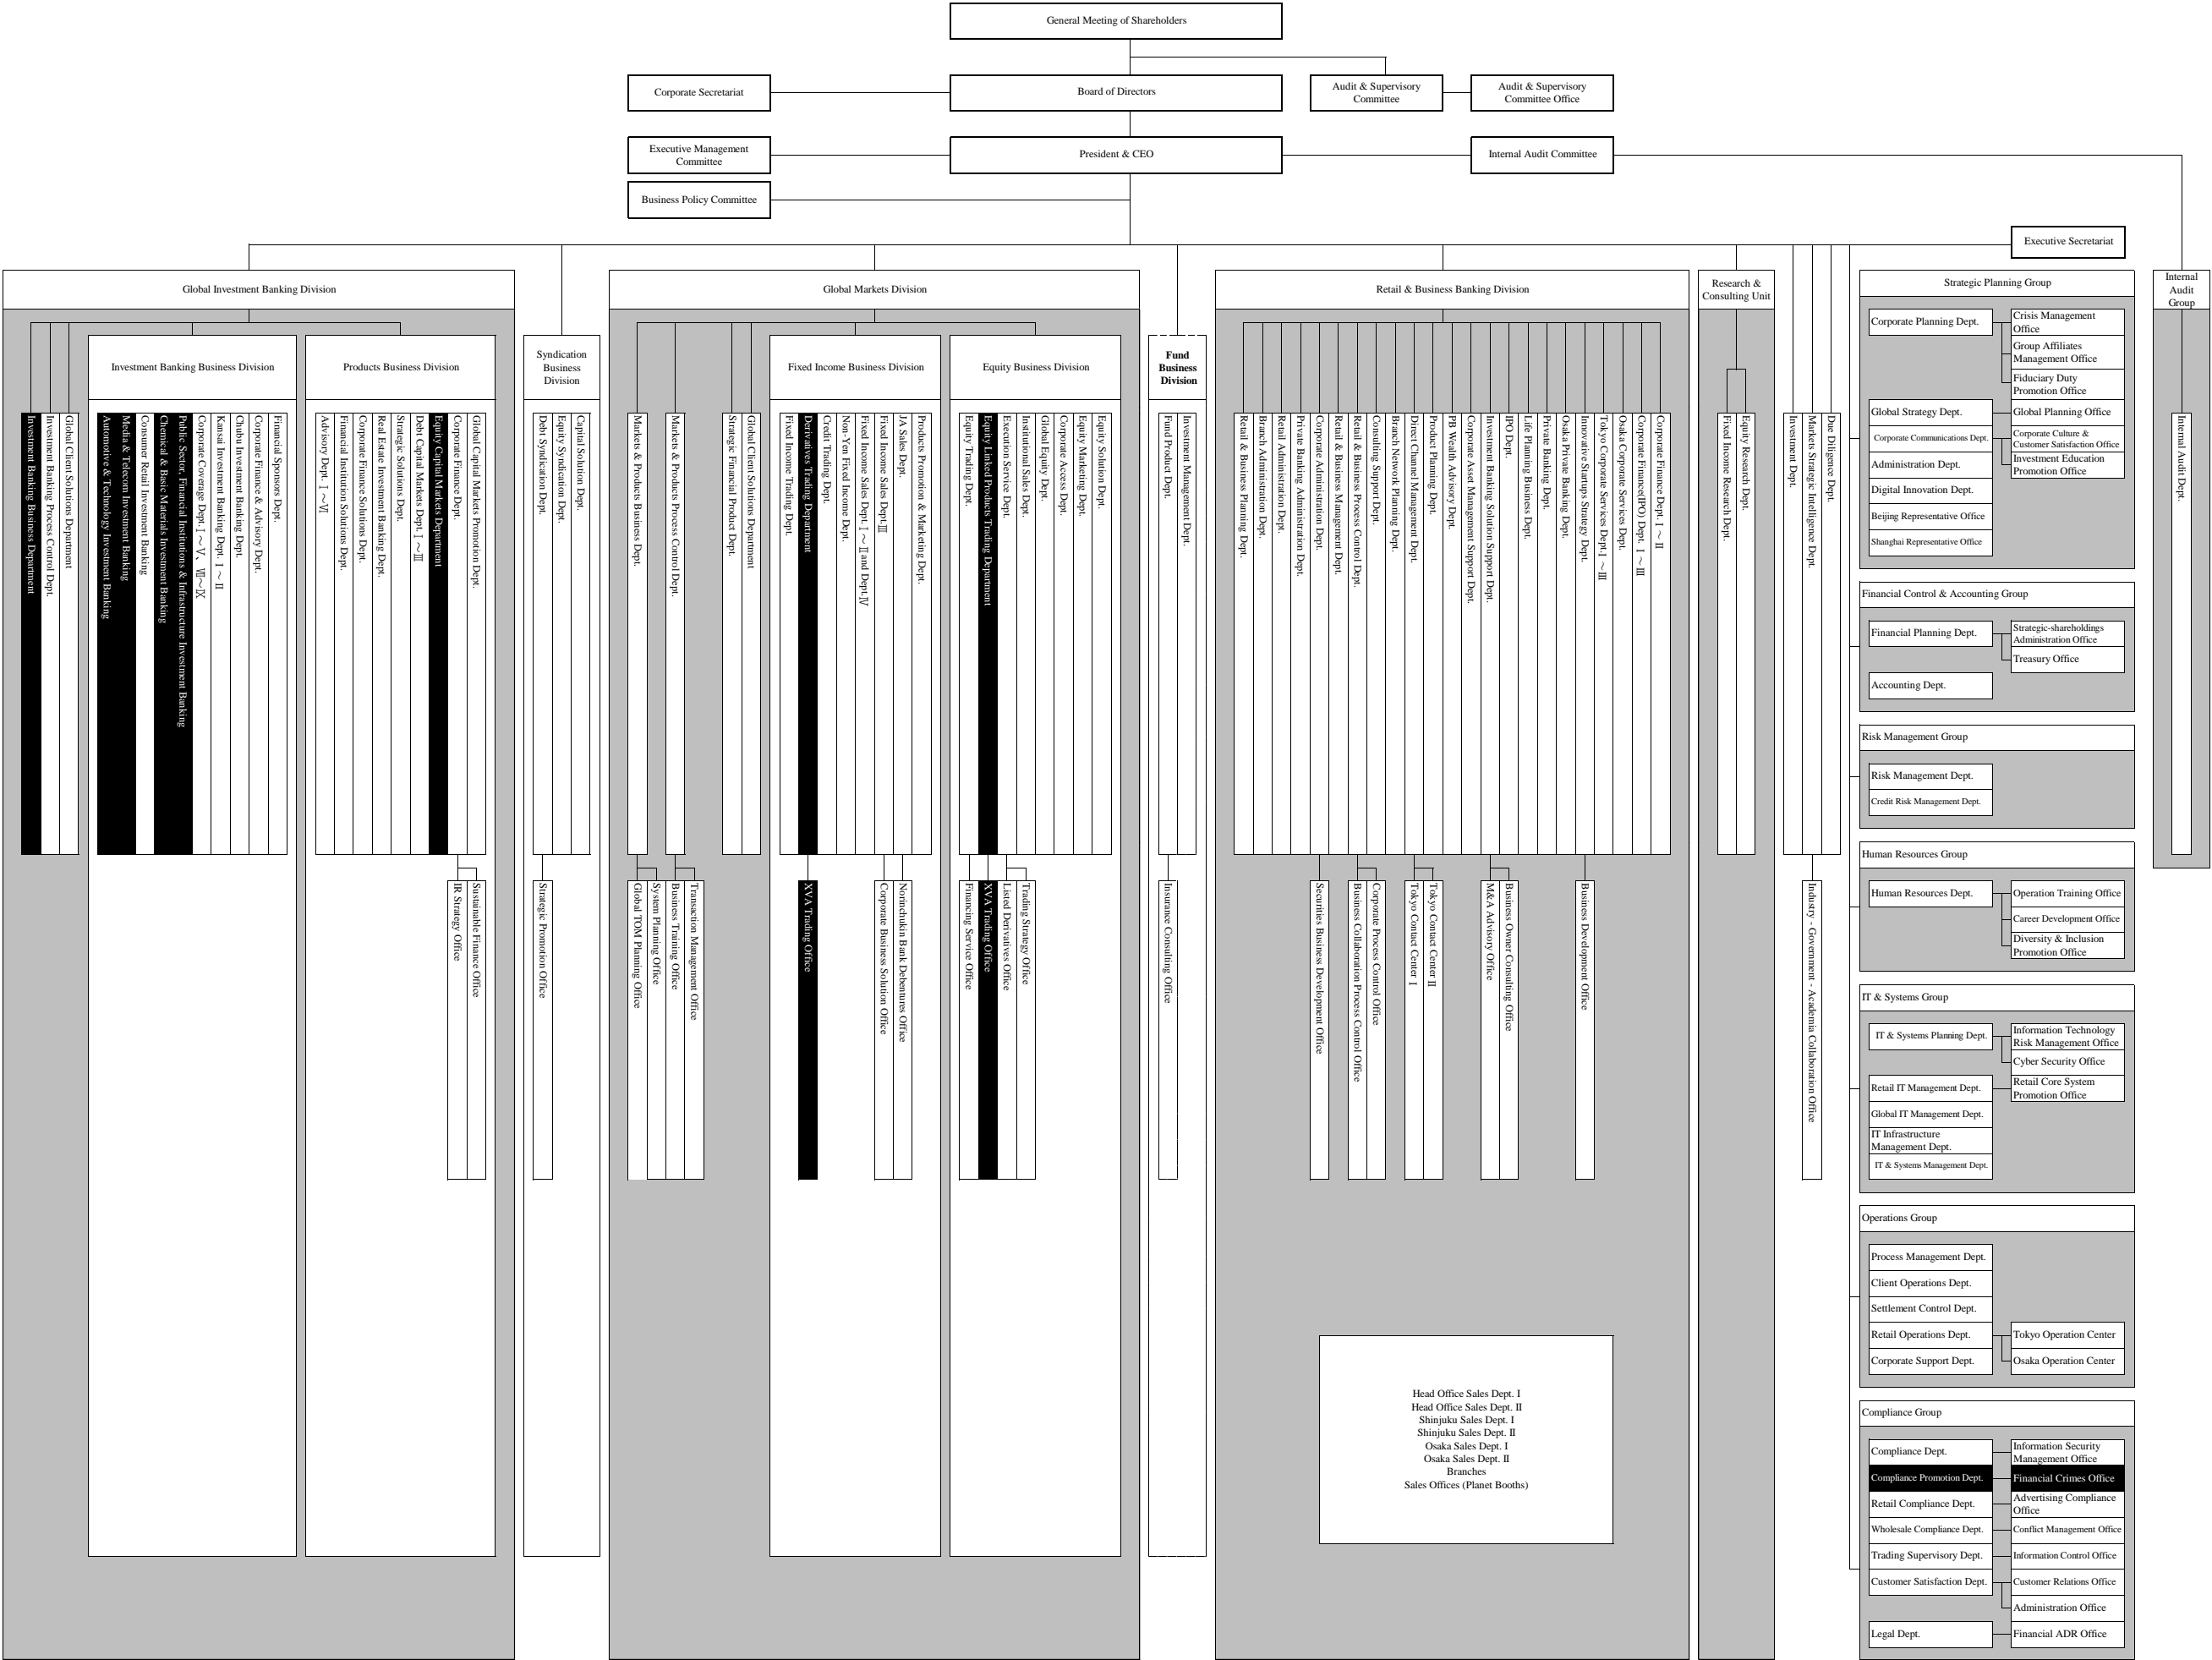 General Meeting of Shareholders
Corporate Secretariat
Board of Directors
Audit & Supervisory
Committee
Audit & Supervisory
Committee Office
Executive Management
Committee
President & CEO
Internal Audit Committee
Business Policy Committee
Executive Secretariat
Global Investment Banking Division
Investment Banking Business Department
Investment Banking Process Control Dept.
Global Client Solutions Department
Investment Banking Business Division
Automotive & Technology Investment Banking
Media & Telecom Investment Banking
Consumer Retail Investment Banking
Chemical & Basic Materials Investment Banking
Public Sector, Financial Institutions & Infrastructure Investment Banking
Corporate Coverage Dept. Ⅰ～Ⅴ、Ⅶ～Ⅸ
Kansai Investment Banking Dept. Ⅰ～Ⅱ
Chubu Investment Banking Dept.
Corporate Finance & Advisory Dept.
Financial Sponsors Dept.
Products Business Division
Advisory Dept. Ⅰ～Ⅵ
Financial Institution Solutions Dept.
Corporate Finance Solutions Dept.
Real Estate Investment Banking Dept.
Strategic Solutions Dept.
Debt Capital Markets Dept. Ⅰ～Ⅲ
Equity Capital Markets Department
Corporate Finance Dept.
Global Capital Markets Promotion Dept.
IR Strategy Office
Sustainable Finance Office
Syndication
Business
Division
Debt Syndication Dept.
Equity Syndication Dept.
Capital Solution Dept.
Strategic Promotion Office
Global Markets Division
Markets & Products Business Dept.
Markets & Products Process Control Dept.
Strategic Financial Product Dept.
Global Client Solutions Department
Global TOM Planning Office
System Planning Office
Business Training Office
Transaction Management Office
Fixed Income Business Division
Fixed Income Trading Dept.
Derivatives Trading Department
Credit Trading Dept.
Non-Yen Fixed Income Dept.
Fixed Income Sales Dept. Ⅰ～Ⅱ and Dept.Ⅳ
Fixed Income Sales Dept.Ⅲ
JA Sales Dept.
Products Promotion & Marketing Dept.
XVA Trading Office
Corporate Business Solution Office
Norinchukin Bank Debentures Office
Equity Business Division
Equity Trading Dept.
Equity Linked Products Trading Department
Execution Service Dept.
Institutional Sales Dept.
Global Equity Dept.
Corporate Access Dept.
Equity Marketing Dept.
Equity Solution Dept.
Financing Service Office
XVA Trading Office
Listed Derivatives Office
Trading Strategy Office
Fund
Business
Division
Fund Product Dept.
Investment Management Dept.
Insurance Consulting Office
Retail & Business Banking Division
Retail & Business Planning Dept.
Branch Administration Dept.
Retail Administration Dept.
Private Banking Administration Dept.
Corporate Administration Dept.
Retail & Business Management Dept.
Retail & Business Process Control Dept.
Consulting Support Dept.
Branch Network Planning Dept.
Direct Channel Management Dept.
Product Planning Dept.
PB Wealth Advisory Dept.
Corporate Asset Management Support Dept.
Investment Banking Solution Support Dept.
IPO Dept.
Life Planning Business Dept.
Private Banking Dept.
Osaka Private Banking Dept.
Innovative Startups Strategy Dept.
Tokyo Corporate Services Dept.Ⅰ～Ⅲ
Osaka Corporate Services Dept.
Corporate Finance(IPO) Dept. Ⅰ～Ⅲ
Corporate Finance Dept. Ⅰ～Ⅱ
Securities Business Development Office
Business Collaboration Process Control Office
Corporate Process Control Office
Tokyo Contact Center I
Tokyo Contact Center II
M&A Advisory Office
Business Owner Consulting Office
Business Development Office
Head Office Sales Dept. I
Head Office Sales Dept. II
Shinjuku Sales Dept. I
Shinjuku Sales Dept. II
Osaka Sales Dept. I
Osaka Sales Dept. II
Branches
Sales Offices (Planet Booths)
Research &
Consulting Unit
Fixed Income Research Dept.
Equity Research Dept.
Investment Dept.
Markets Strategic Intelligence Dept.
Due Diligence Dept.
Industry - Government - Academia Collaboration Office
Strategic Planning Group
Corporate Planning Dept.
Crisis Management
Office
Group Affiliates
Management Office
Fiduciary Duty
Promotion Office
Global Strategy Dept.
Global Planning Office
Corporate Communications Dept.
Corporate Culture &
Customer Satisfaction Office
Administration Dept.
Investment Education
Promotion Office
Digital Innovation Dept.
Beijing Representative Office
Shanghai Representative Office
Financial Control & Accounting Group
Financial Planning Dept.
Strategic-shareholdings
Administration Office
Treasury Office
Accounting Dept.
Risk Management Group
Risk Management Dept.
Credit Risk Management Dept.
Human Resources Group
Human Resources Dept.
Operation Training Office
Career Development Office
Diversity & Inclusion
Promotion Office
IT & Systems Group
IT & Systems Planning Dept.
Information Technology
Risk Management Office
Cyber Security Office
Retail IT Management Dept.
Retail Core System
Promotion Office
Global IT Management Dept.
IT Infrastructure
Management Dept.
IT & Systems Management Dept.
Operations Group
Process Management Dept.
Client Operations Dept.
Settlement Control Dept.
Retail Operations Dept.
Tokyo Operation Center
Corporate Support Dept.
Osaka Operation Center
Compliance Group
Compliance Dept.
Information Security
Management Office
Compliance Promotion Dept.
Financial Crimes Office
Retail Compliance Dept.
Advertising Compliance
Office
Wholesale Compliance Dept.
Conflict Management Office
Trading Supervisory Dept.
Information Control Office
Customer Satisfaction Dept.
Customer Relations Office
Administration Office
Legal Dept.
Financial ADR Office
Internal
Audit
Group
Internal Audit Dept.